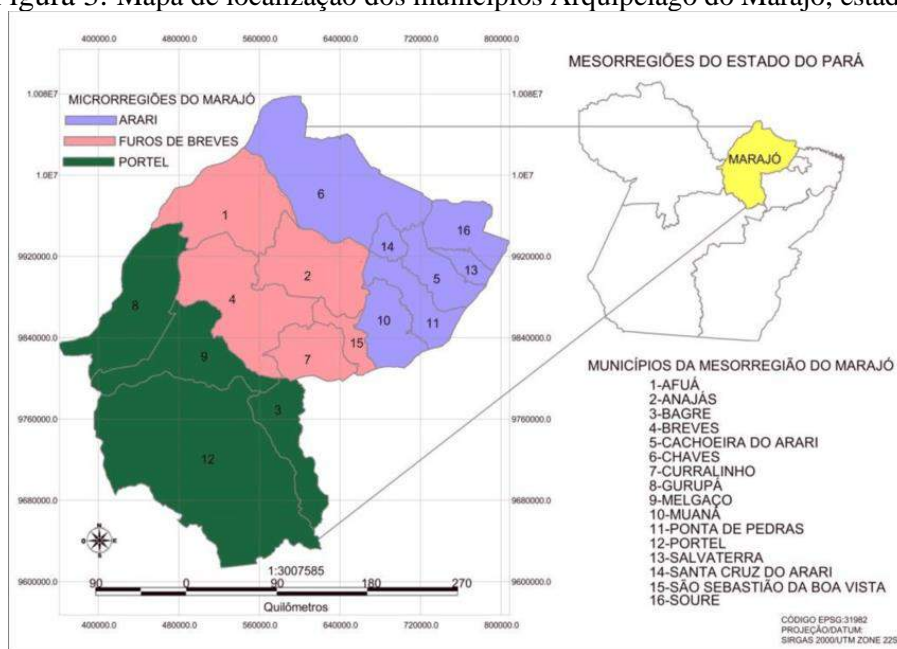 Figura 3: Mapa de localização dos municípios Arquipélago do Marajó, estad
400000.0 480000.0 560000.0 640000.0 720000.0 800000.0
MESORREGIÕES DO ESTADO DO PARÁ
MARAJÓ
MICRORREGIÕES DO MARAJÓ
ARARI
FUROS DE BREVES
PORTEL
1.008E7 1.008E7
1.0E7 1.0E7
9920000.0 9920000.0
9840000.0 9840000.0
9760000.0 9760000.0
9680000.0 9680000.0
9600000.0 9600000.0
6
1
16
14
2
13
5
4
8
10
11
9
15
7
3
12
N
O E
S
1:3007585
90 0 90 180 270
Quilômetros
400000.0 480000.0 560000.0 640000.0 720000.0 800000.0
MUNICÍPIOS DA MESORREGIÃO DO MARAJÓ
1-AFUÁ
2-ANAJÁS
3-BAGRE
4-BREVES
5-CACHOEIRA DO ARARI
6-CHAVES
7-CURRALINHO
8-GURUPÁ
9-MELGAÇO
10-MUANÁ
11-PONTA DE PEDRAS
12-PORTEL
13-SALVATERRA
14-SANTA CRUZ DO ARARI
15-SÃO SEBASTIÃO DA BOA VISTA
16-SOURE
CÓDIGO EPSG:31982
PROJEÇÃO/DATUM:
SIRGAS 2000/UTM ZONE 22S